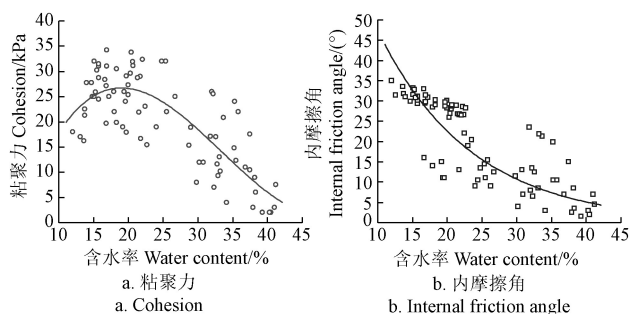 粘聚力 Cohesion/kPa
40
35
30
25
20
15
10
5
0
10 15 20 25 30 35 40 45
含水率 Water content/%
a. 粘聚力
a. Cohesion
内摩擦角
Internal friction angle/(°)
50
45
40
35
30
25
20
15
10
5
0
10 15 20 25 30 35 40 45
含水率 Water content/%
b. 内摩擦角
b. Internal friction angle